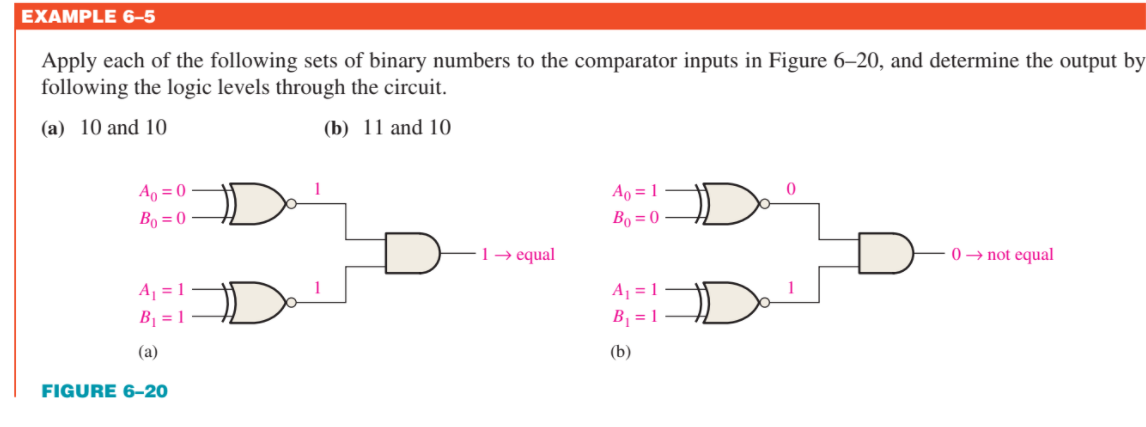 EXAMPLE 6–5
Apply each of the following sets of binary numbers to the comparator inputs in Figure 6–20, and determine the output by
following the logic levels through the circuit.
(a) 10 and 10 (b) 11 and 10
A₀ = 0
B₀ = 0
1
A₁ = 1
B₁ = 1
1
1 → equal
(a)
A₀ = 1
B₀ = 0
0
A₁ = 1
B₁ = 1
1
0 → not equal
(b)
FIGURE 6–20